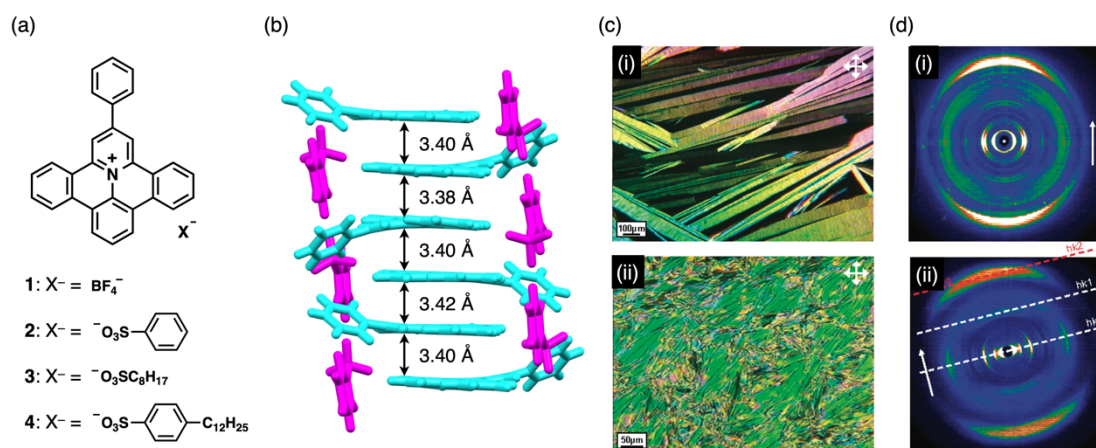 (a)
N
+
X⁻
1: X⁻ = BF₄⁻
2: X⁻ = ⁻O₃S
3: X⁻ = ⁻O₃SC₈H₁₇
4: X⁻ = ⁻O₃S C₁₂H₂₅
(b)
3.40 Å
3.38 Å
3.40 Å
3.42 Å
3.40 Å
(c)
(i)
100µm
(ii)
50µm
(d)
(i)
(ii)
hk2
hk1